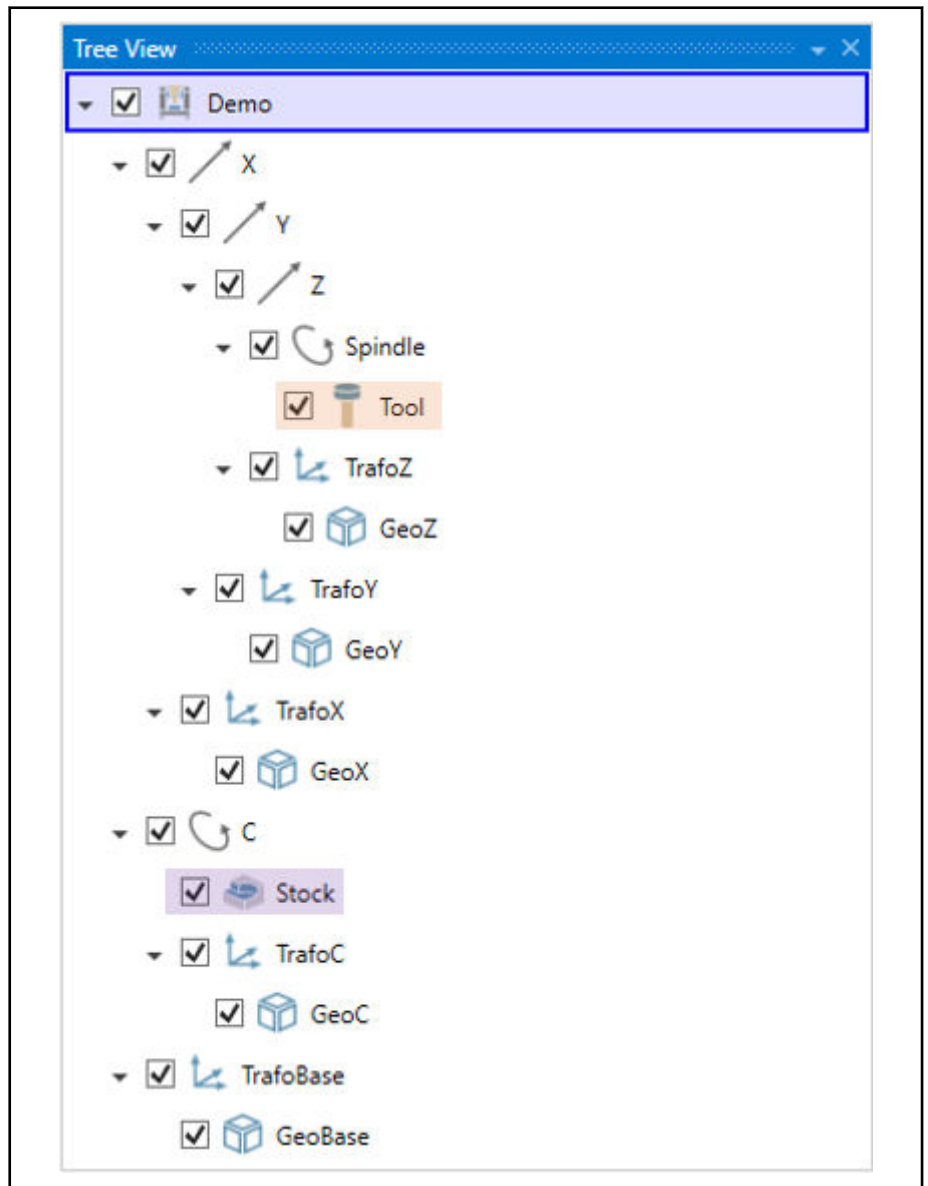 Tree View
Demo
X
Y
Z
Spindle
Tool
TrafoZ
GeoZ
TrafoY
GeoY
TrafoX
GeoX
C
Stock
TrafoC
GeoC
TrafoBase
GeoBase